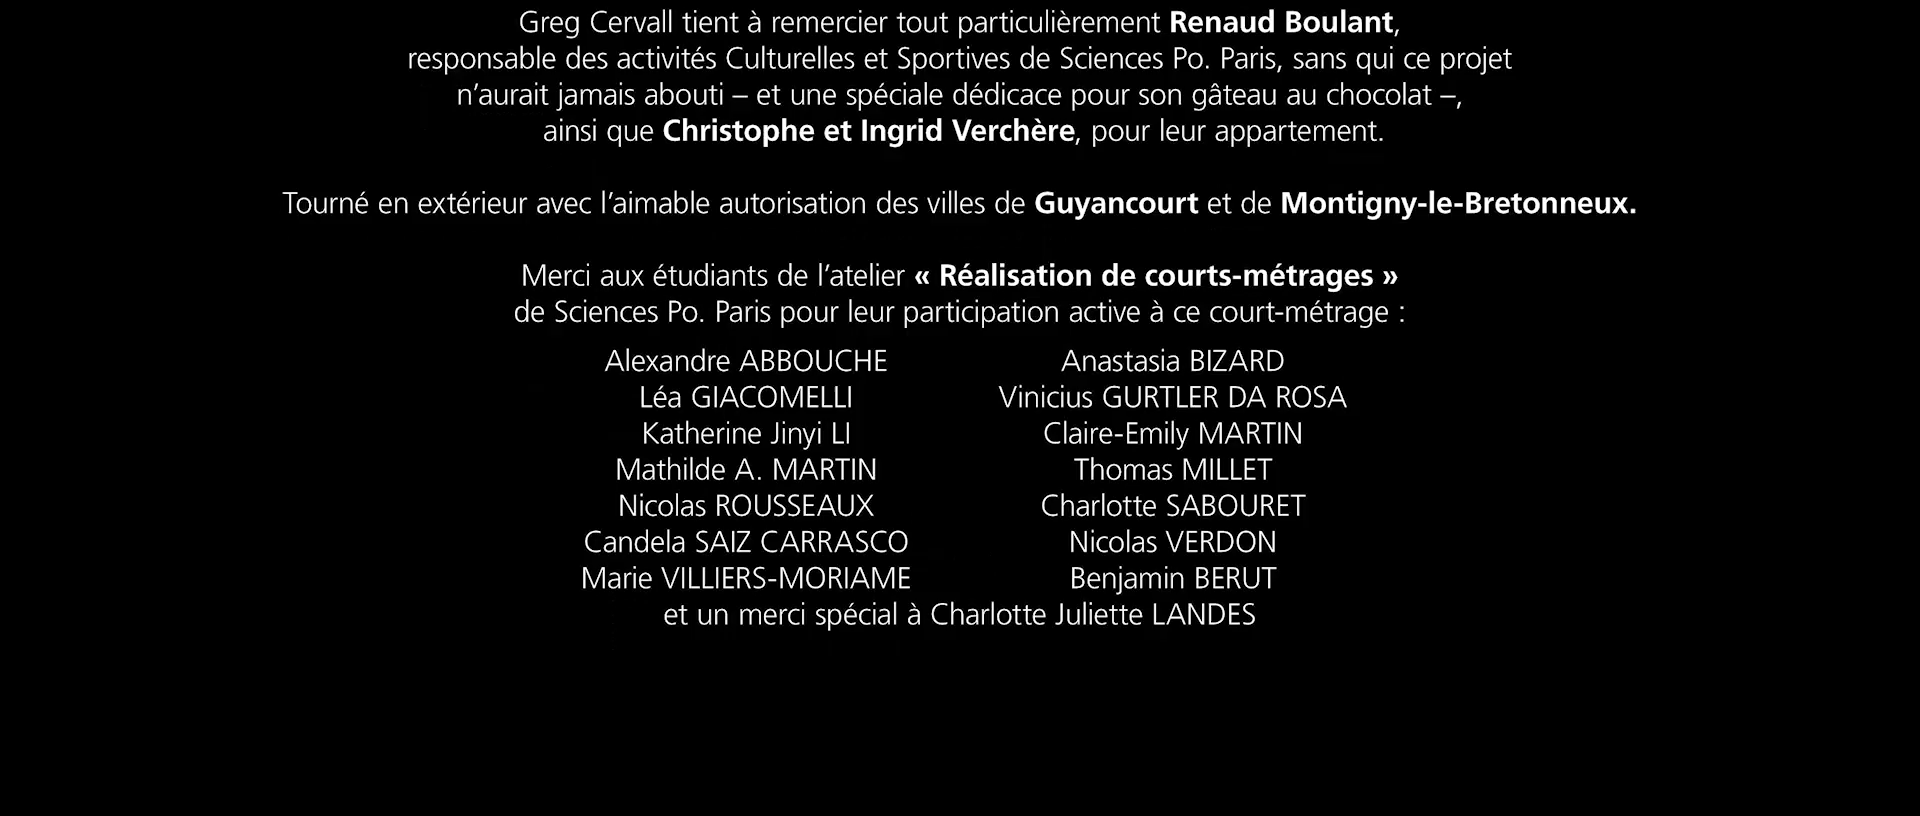 Greg Cervall tient à remercier tout particulièrement Renaud Boulant,
responsable des activités Culturelles et Sportives de Sciences Po. Paris, sans qui ce projet
n’aurait jamais abouti – et une spéciale dédicace pour son gâteau au chocolat –,
ainsi que Christophe et Ingrid Verchère, pour leur appartement.
Tourné en extérieur avec l’aimable autorisation des villes de Guyancourt et de Montigny-le-Bretonneux.
Merci aux étudiants de l’atelier « Réalisation de courts-métrages »
de Sciences Po. Paris pour leur participation active à ce court-métrage :
Alexandre ABBOUCHE Anastasia BIZARD
Léa GIACOMELLI Vinicius GURTLER DA ROSA
Katherine Jinyi LI Claire-Emily MARTIN
Mathilde A. MARTIN Thomas MILLET
Nicolas ROUSSEAUX Charlotte SABOURET
Candela SAIZ CARRASCO Nicolas VERDON
Marie VILLIERS-MORIAME Benjamin BERUT
et un merci spécial à Charlotte Juliette LANDES